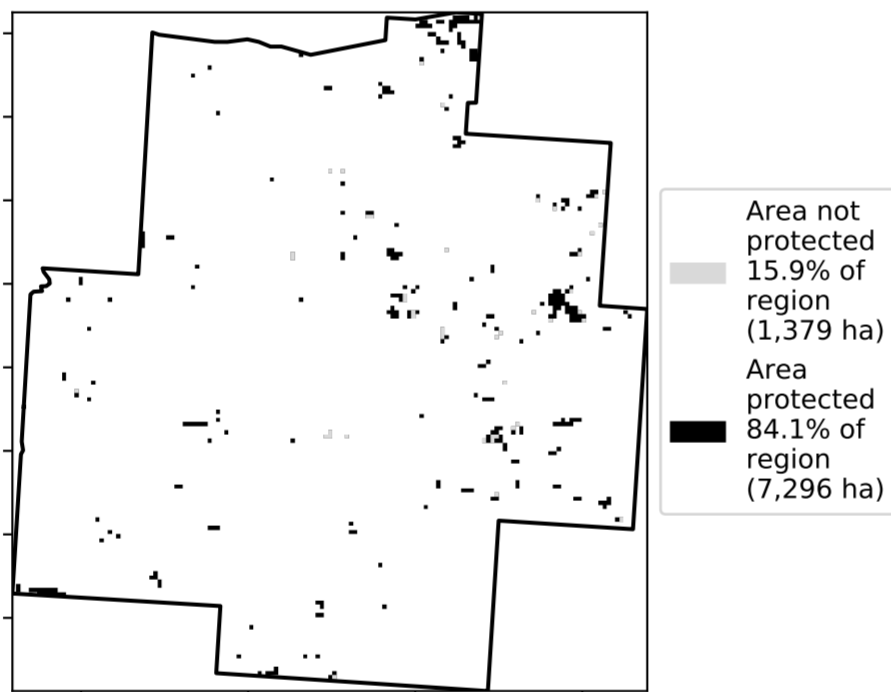 Area not
protected
15.9% of
region
(1,379 ha)
Area
protected
84.1% of
region
(7,296 ha)